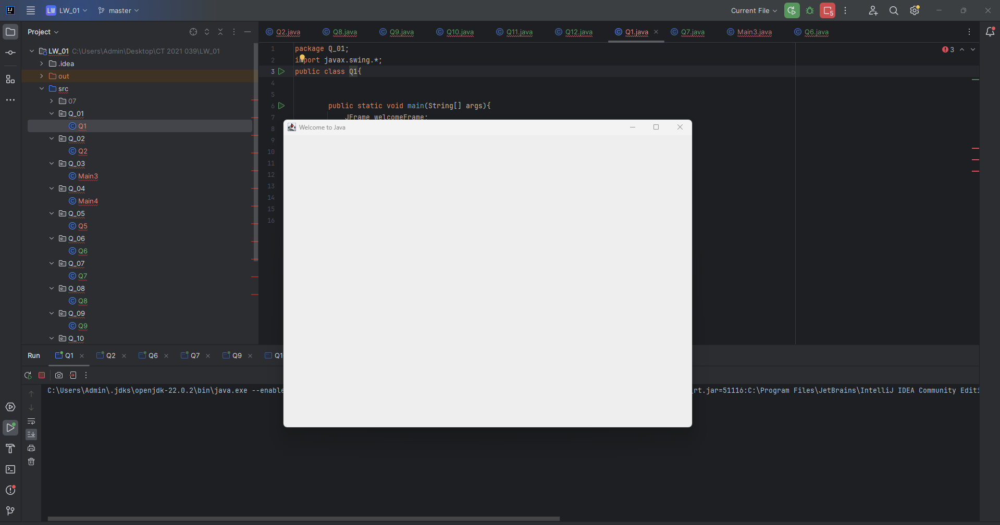 LW LW_01 master Current File 5
Project
Q2.java Q8.java Q9.java Q10.java Q11.java Q12.java Q1.java Q7.java Main3.java Q6.java
LW_01 C:\Users\Admin\Desktop\CT 2021 039\LW_01
.idea
out
src
07
Q_01
Q1
Q_02
Q2
Q_03
Main3
Q_04
Main4
Q_05
Q5
Q_06
Q6
Q_07
Q7
Q_08
Q8
Q_09
Q9
Q_10
3
1 package Q_01;
2 import javax.swing.*;
3 public class Q1{
4
5
6 public static void main(String[] args){
7 JFrame welcomeFrame;
8
9
10
11
12
13
14
15
16
Welcome to Java
Run Q1 Q2 Q6 Q7 Q9 Q1
C:\Users\Admin\.jdks\openjdk-22.0.2\bin\java.exe --enable rt.jar=51116:C:\Program Files\JetBrains\IntelliJ IDEA Community Editi